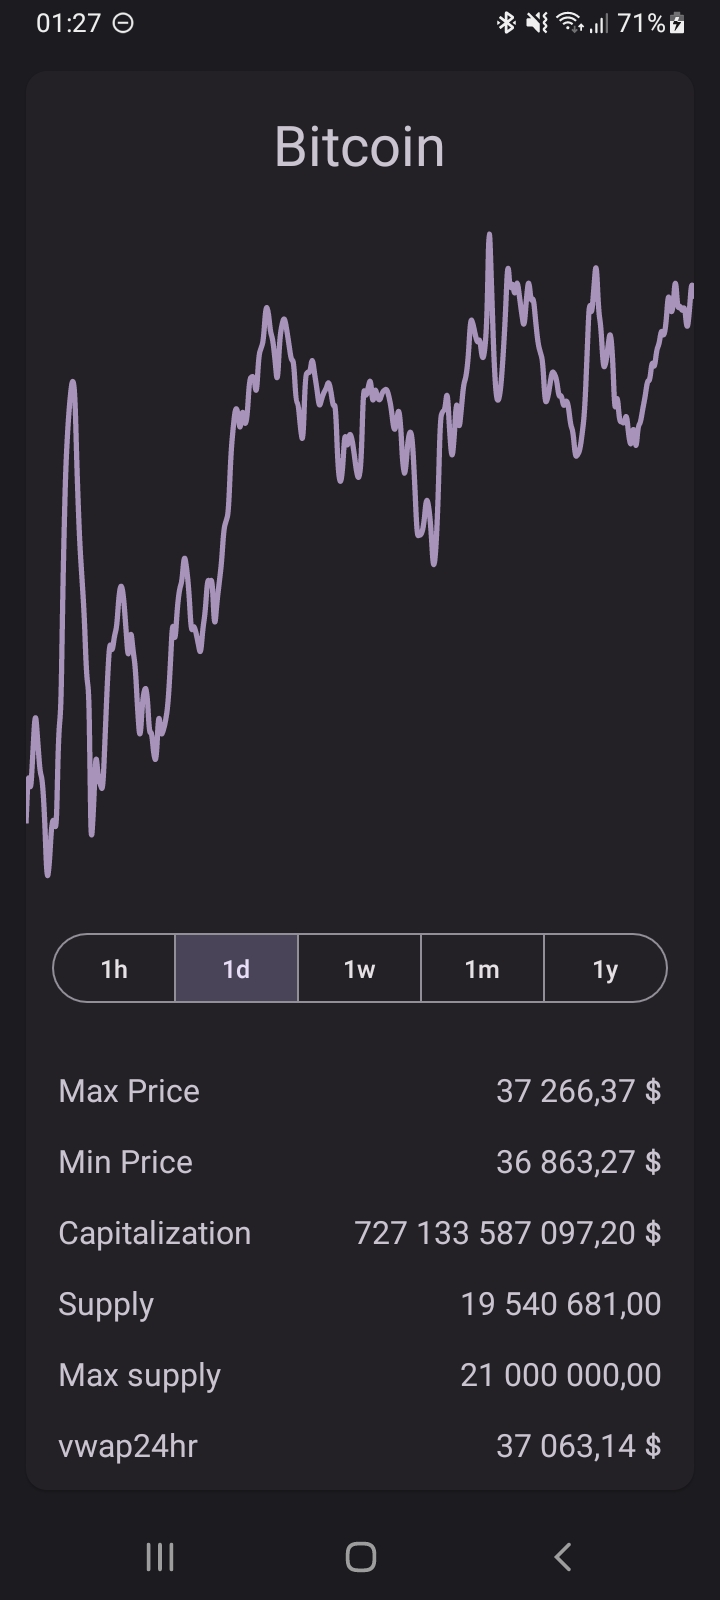 01:27 71%
Bitcoin
1h 1d 1w 1m 1y
Max Price 37 266,37 $
Min Price 36 863,27 $
Capitalization 727 133 587 097,20 $
Supply 19 540 681,00
Max supply 21 000 000,00
vwap24hr 37 063,14 $